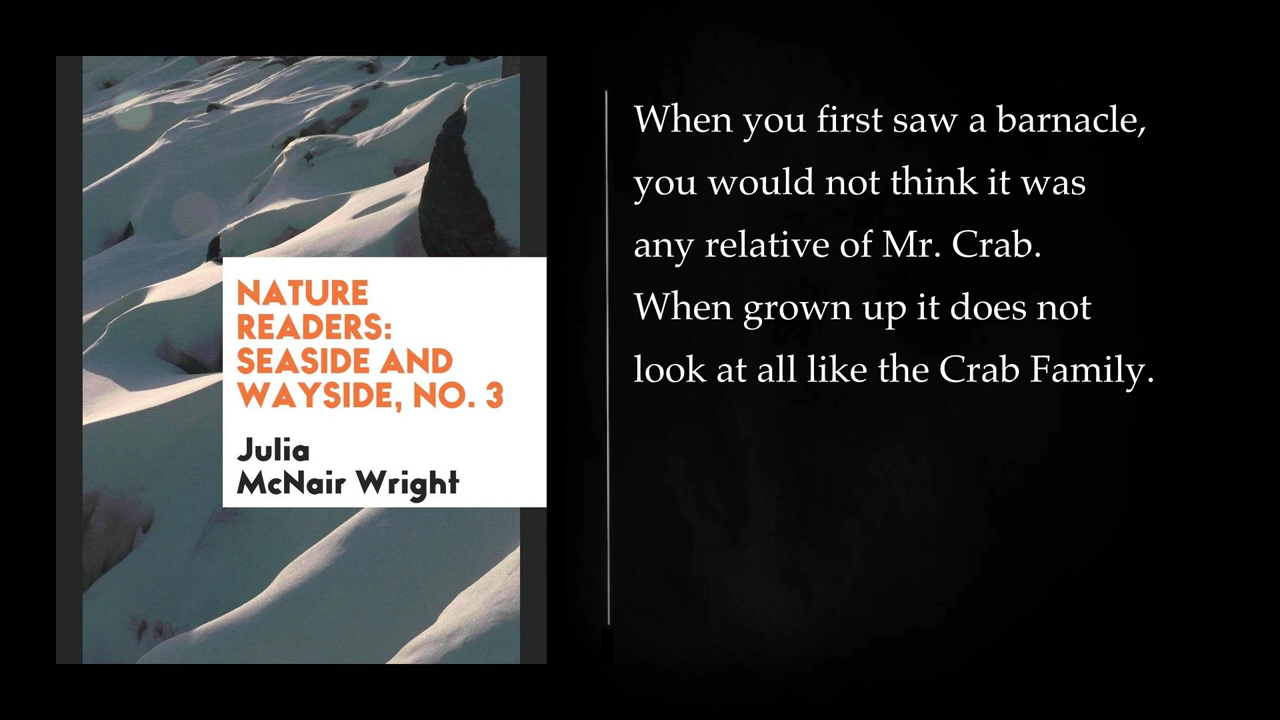 NATURE
READERS:
SEASIDE AND
WAYSIDE, NO. 3
Julia
McNair Wright
When you first saw a barnacle,
you would not think it was
any relative of Mr. Crab.
When grown up it does not
look at all like the Crab Family.